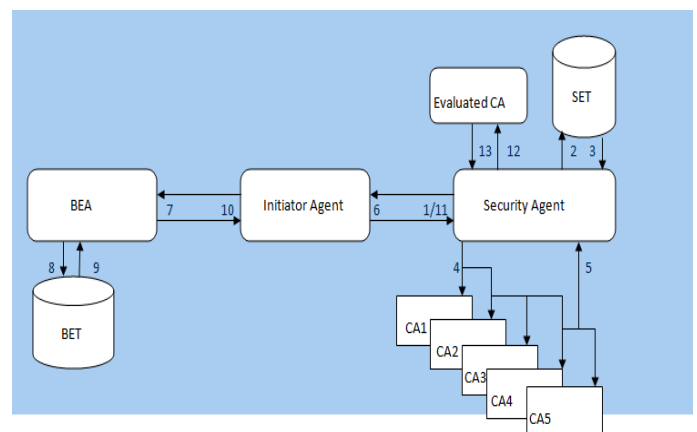 Evaluated CA
SET
13 12
2 3
BEA
Initiator Agent
Security Agent
7 10
6 1/11
8 9
4
5
BET
CA1
CA2
CA3
CA4
CA5